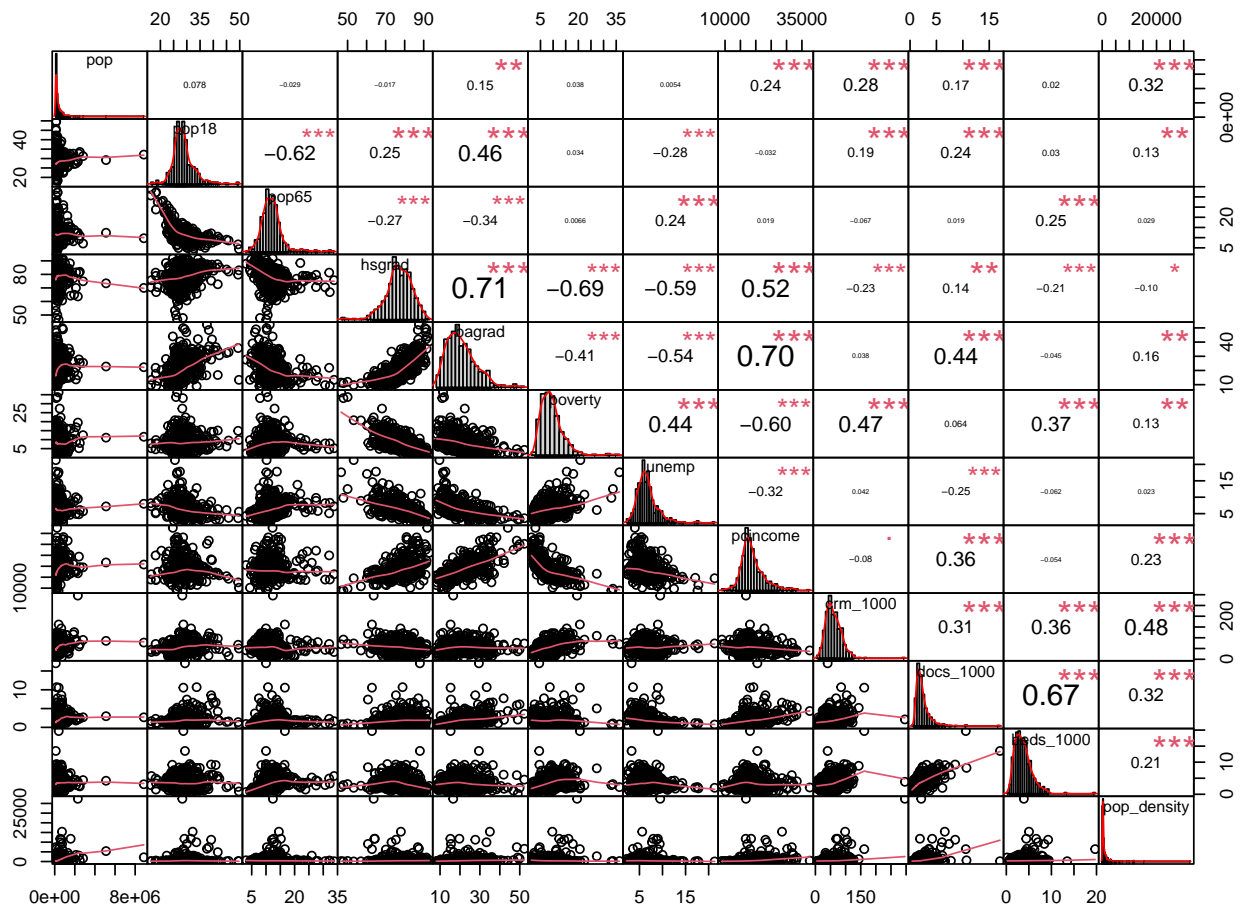 20 35 50 50 70 90 5 20 35 10000 35000 0 5 15 0 20000
pop 0.078 −0.029 −0.017 ** 0.15 0.038 0.0054 *** 0.24 *** 0.28 *** 0.17 0.02 *** 0.32 0e+00
20 40 pop18 *** −0.62 *** 0.25 *** 0.46 0.034 *** −0.28 −0.032 *** 0.19 *** 0.24 0.03 ** 0.13
pop65 *** −0.27 *** −0.34 0.0066 *** 0.24 0.019 −0.067 0.019 *** 0.25 0.029 5 20
50 80 hsgrad *** 0.71 *** −0.69 *** −0.59 *** 0.52 *** −0.23 ** 0.14 *** −0.21 * −0.10
bagrad *** −0.41 *** −0.54 *** 0.70 0.038 *** 0.44 −0.045 ** 0.16 10 40
5 25 poverty *** 0.44 *** −0.60 *** 0.47 0.064 *** 0.37 ** 0.13
unemp *** −0.32 0.042 *** −0.25 −0.062 0.023 5 15
10000 pcincome . −0.08 *** 0.36 −0.054 *** 0.23
crm_1000 *** 0.31 *** 0.36 *** 0.48 0 200
0 10 docs_1000 *** 0.67 *** 0.32
beds_1000 *** 0.21 0 10
0 25000 pop_density
0e+00 8e+06 5 20 35 10 30 50 5 15 0 150 0 10 20